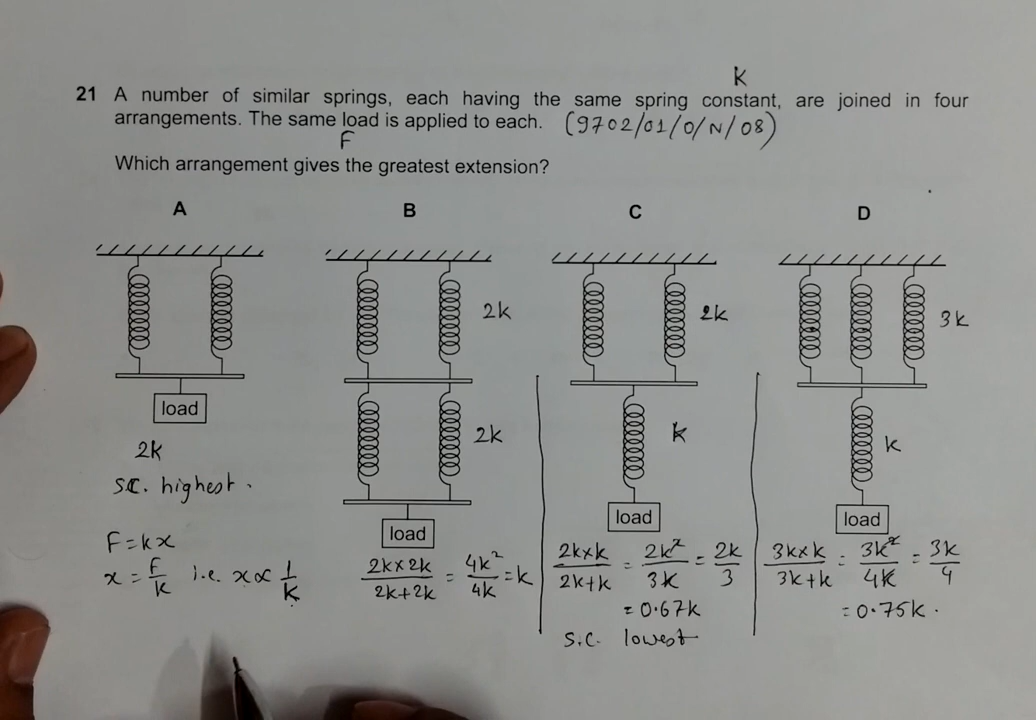 K
21 A number of similar springs, each having the same spring constant, are joined in four
arrangements. The same load is applied to each. (9702/01/O/N/08)
F
Which arrangement gives the greatest extension?
A
B
C
D
load
2k
S.C. highest.
F=kx
x = F/k i.e. x ∝ 1/k
2k
2k
load
2k×2k/2k+2k = 4k²/4k = k
2k
k
load
2k×k/2k+k = 2k²/3k = 2k/3
= 0.67k
S.C. lowest
3k
k
load
3k×k/3k+k = 3k²/4k = 3k/4
= 0.75k.